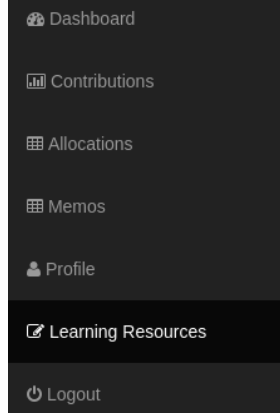 Dashboard
Contributions
Allocations
Memos
Profile
Learning Resources
Logout